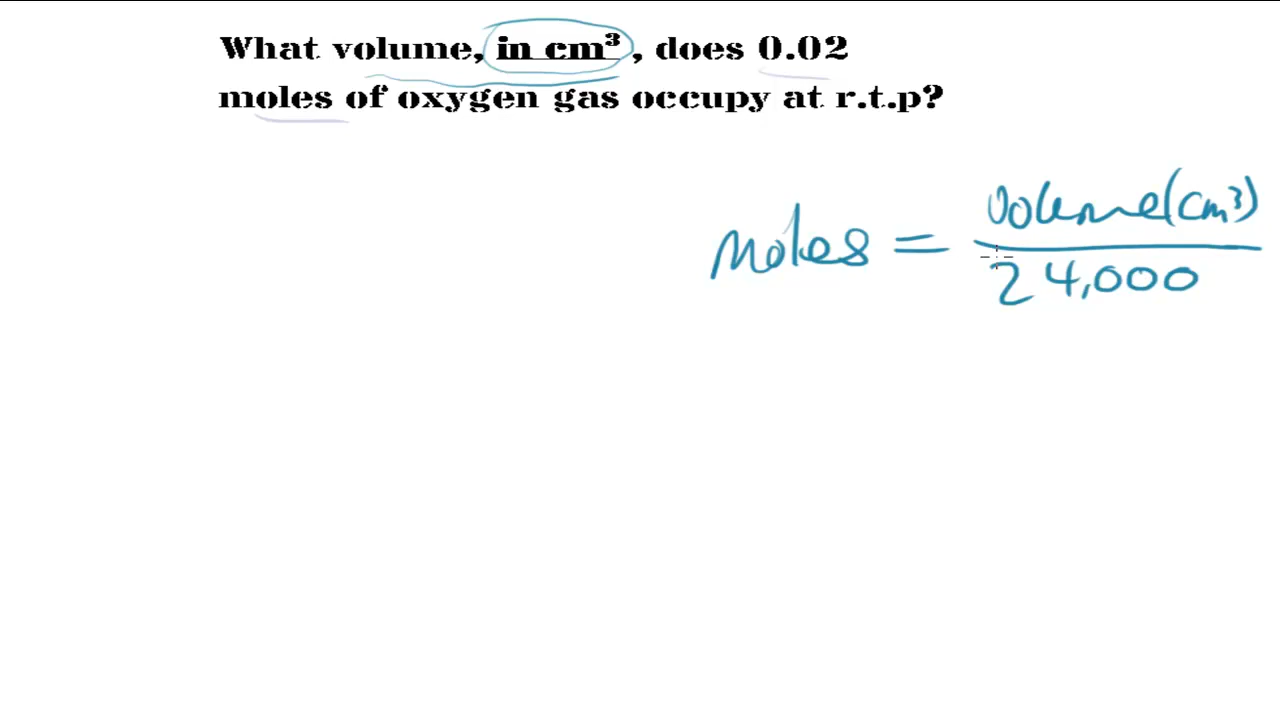 What volume, in cm³, does 0.02
moles of oxygen gas occupy at r.t.p?
moles = volume(cm³)
24,000